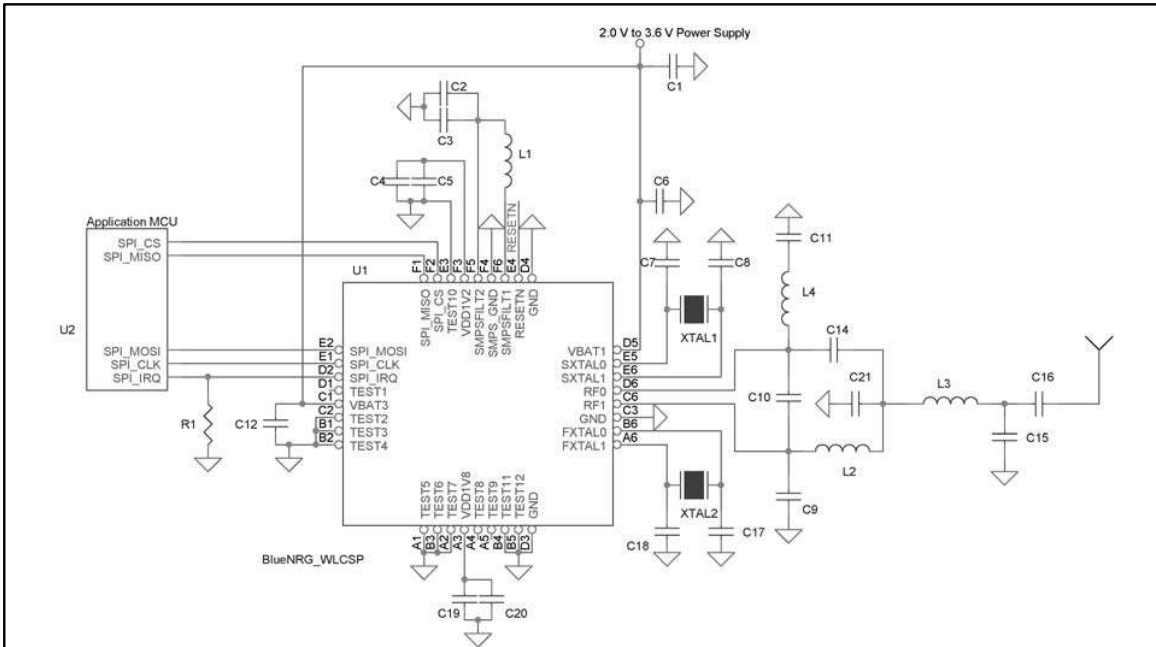 2.0 V to 3.6 V Power Supply
C1
C2
C3
L1
C4 C5
C6
Application MCU
SPI_CS
SPI_MISO
U2
SPI_MOSI
SPI_CLK
SPI_IRQ
R1
C12
U1
F1 F2 E3 F3 F5 F4 F6 E4 D4
RESETN
SPI_MISO SPI_CS TEST10 VDD1V2 SMPSFILT2 SMPS_GND SMPSFILT1 RESETN GND
E2 SPI_MOSI
E1 SPI_CLK
D2 SPI_IRQ
D1 TEST1
C1 VBAT3
C2 TEST2
B1 TEST3
B2 TEST4
VBAT1 D5
SXTAL0 E5
SXTAL1 E6
RF0 D6
RF1 C6
GND C3
FXTAL0 B6
FXTAL1 A6
TEST5 TEST6 TEST7 VDD1V8 TEST8 TEST9 TEST11 TEST12 GND
A1 B3 A2 A3 A4 A5 B4 B5 D3
BlueNRG_WLCSP
C19 C20
C7 C8
XTAL1
XTAL2
C18 C17
C11
L4
C14
C10
C21
L2
C9
L3
C16
C15